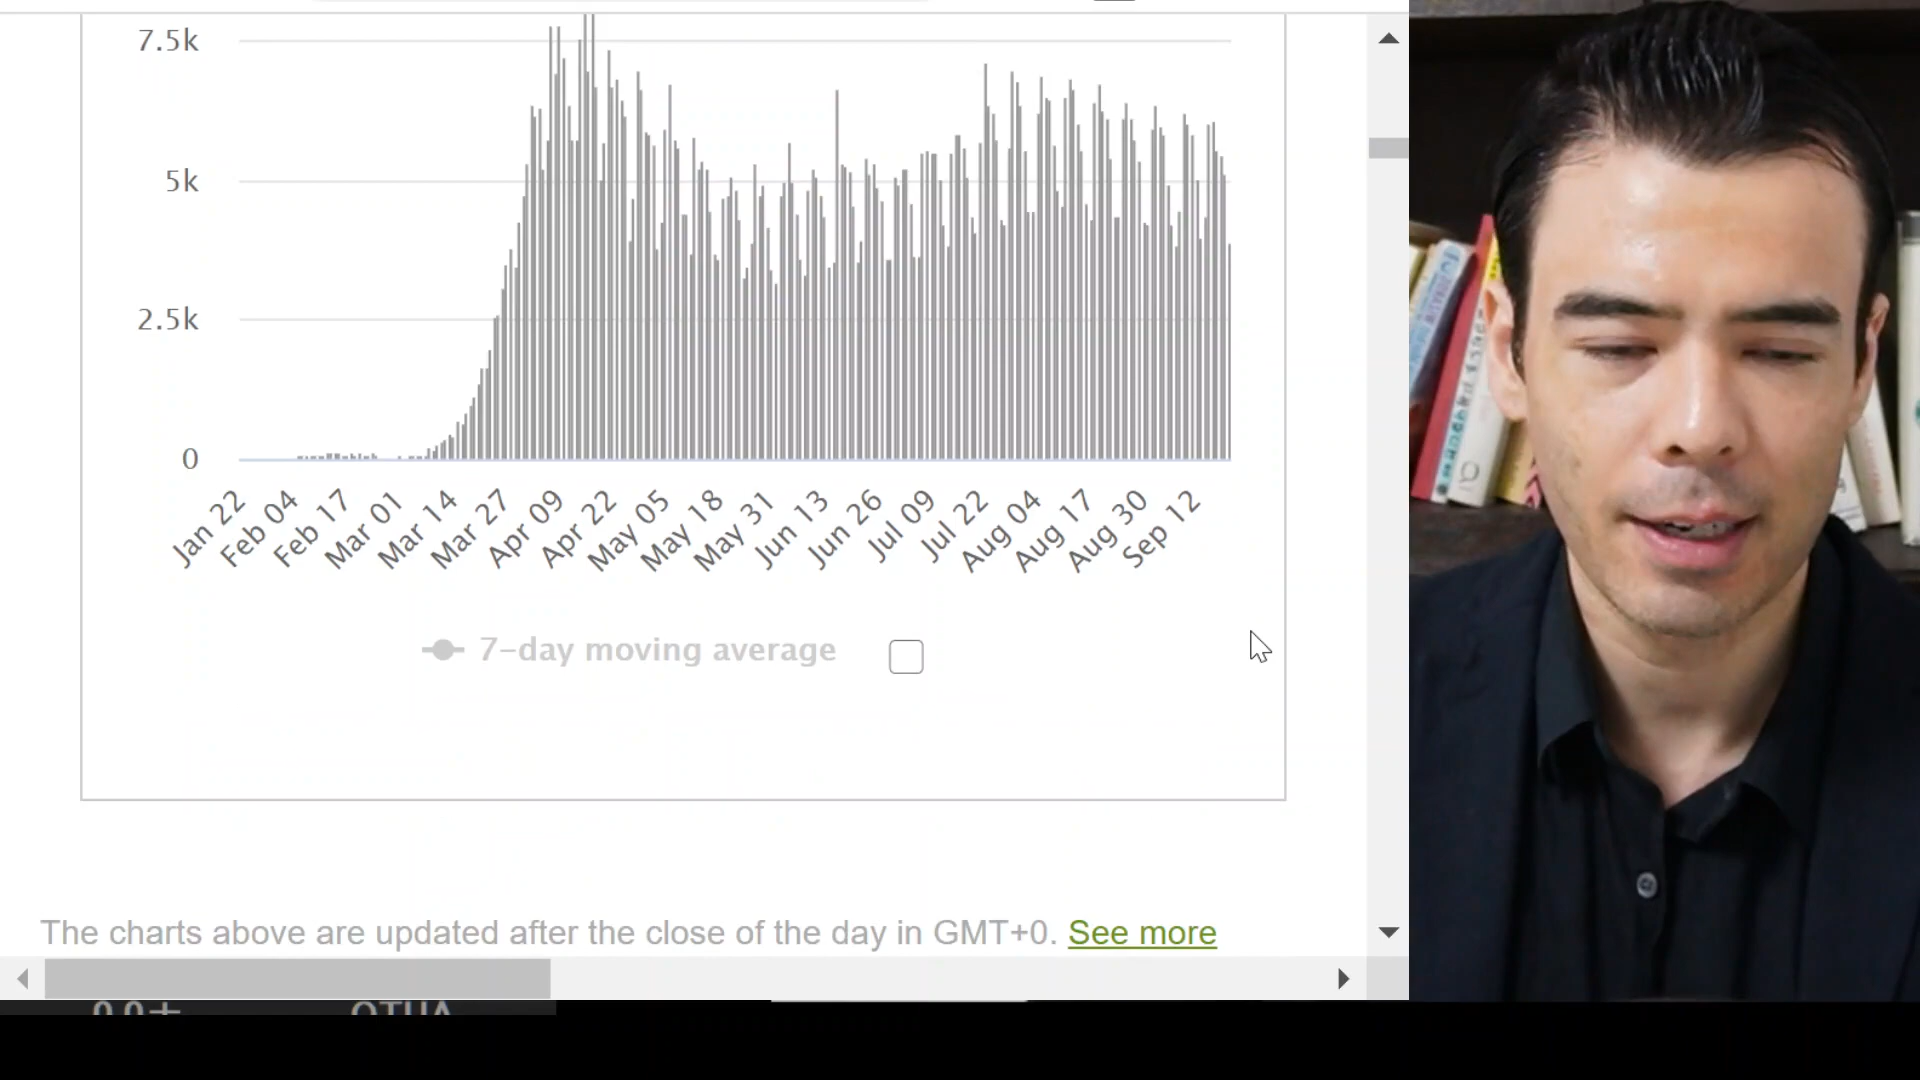 7.5k
5k
2.5k
0
Jan 22
Feb 04
Feb 17
Mar 01
Mar 14
Mar 27
Apr 09
Apr 22
May 05
May 18
May 31
Jun 13
Jun 26
Jul 09
Jul 22
Aug 04
Aug 17
Aug 30
Sep 12
7-day moving average
The charts above are updated after the close of the day in GMT+0. See more